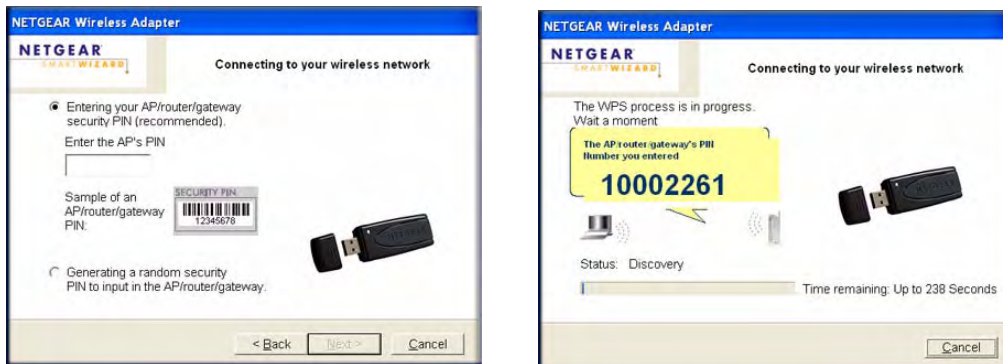 NETGEAR Wireless Adapter
NETGEAR
SMARTWIZARD
Connecting to your wireless network
Entering your AP/router/gateway
security PIN (recommended).
Enter the AP's PIN
Sample of an
AP/router/gateway
PIN:
SECURITY PIN
12345678
Generating a random security
PIN to input in the AP/router/gateway.
< Back
Next >
Cancel
NETGEAR Wireless Adapter
NETGEAR
SMARTWIZARD
Connecting to your wireless network
The WPS process is in progress.
Wait a moment
The AP/router/gateway's PIN
Number you entered
10002261
Status: Discovery
Time remaining: Up to 238 Seconds
Cancel